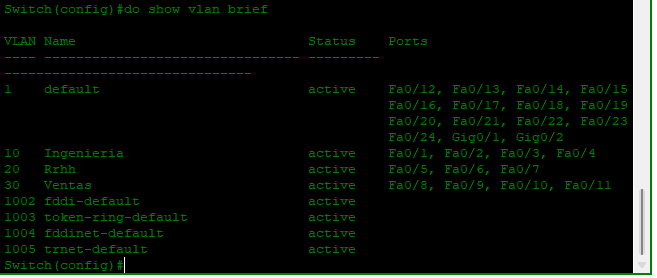 Switch(config)#do show vlan brief
VLAN Name                             Status    Ports
---- -------------------------------- ---------
-------------------------------
1    default                          active    Fa0/12, Fa0/13, Fa0/14, Fa0/15
                                                Fa0/16, Fa0/17, Fa0/18, Fa0/19
                                                Fa0/20, Fa0/21, Fa0/22, Fa0/23
                                                Fa0/24, Gig0/1, Gig0/2
10   Ingenieria                       active    Fa0/1, Fa0/2, Fa0/3, Fa0/4
20   Rrhh                             active    Fa0/5, Fa0/6, Fa0/7
30   Ventas                           active    Fa0/8, Fa0/9, Fa0/10, Fa0/11
1002 fddi-default                     active
1003 token-ring-default               active
1004 fddinet-default                  active
1005 trnet-default                    active
Switch(config)#